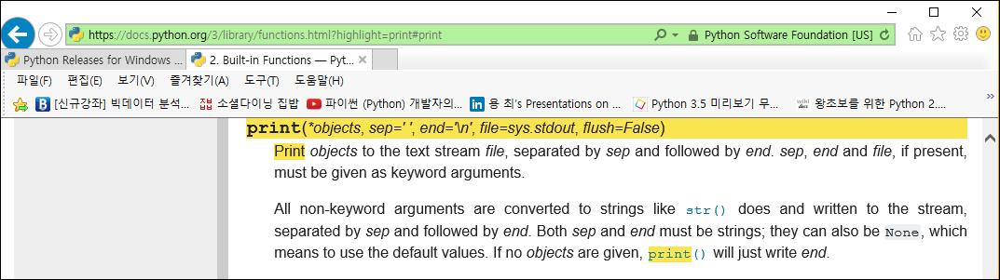 https://docs.python.org/3/library/functions.html?highlight=print#print
Python Software Foundation [US]
Python Releases for Windows ...
2. Built-in Functions — Pyt...
파일(F) 편집(E) 보기(V) 즐겨찾기(A) 도구(T) 도움말(H)
B [신규강좌] 빅데이터 분석... 집밥 소셜다이닝 집밥 파이썬 (Python) 개발자의... in 용 최's Presentations on ... Python 3.5 미리보기 무... 왕초보를 위한 Python 2....
print(*objects, sep=' ', end='\n', file=sys.stdout, flush=False)
Print objects to the text stream file, separated by sep and followed by end. sep, end and file, if present,
must be given as keyword arguments.
All non-keyword arguments are converted to strings like str() does and written to the stream,
separated by sep and followed by end. Both sep and end must be strings; they can also be None, which
means to use the default values. If no objects are given, print() will just write end.